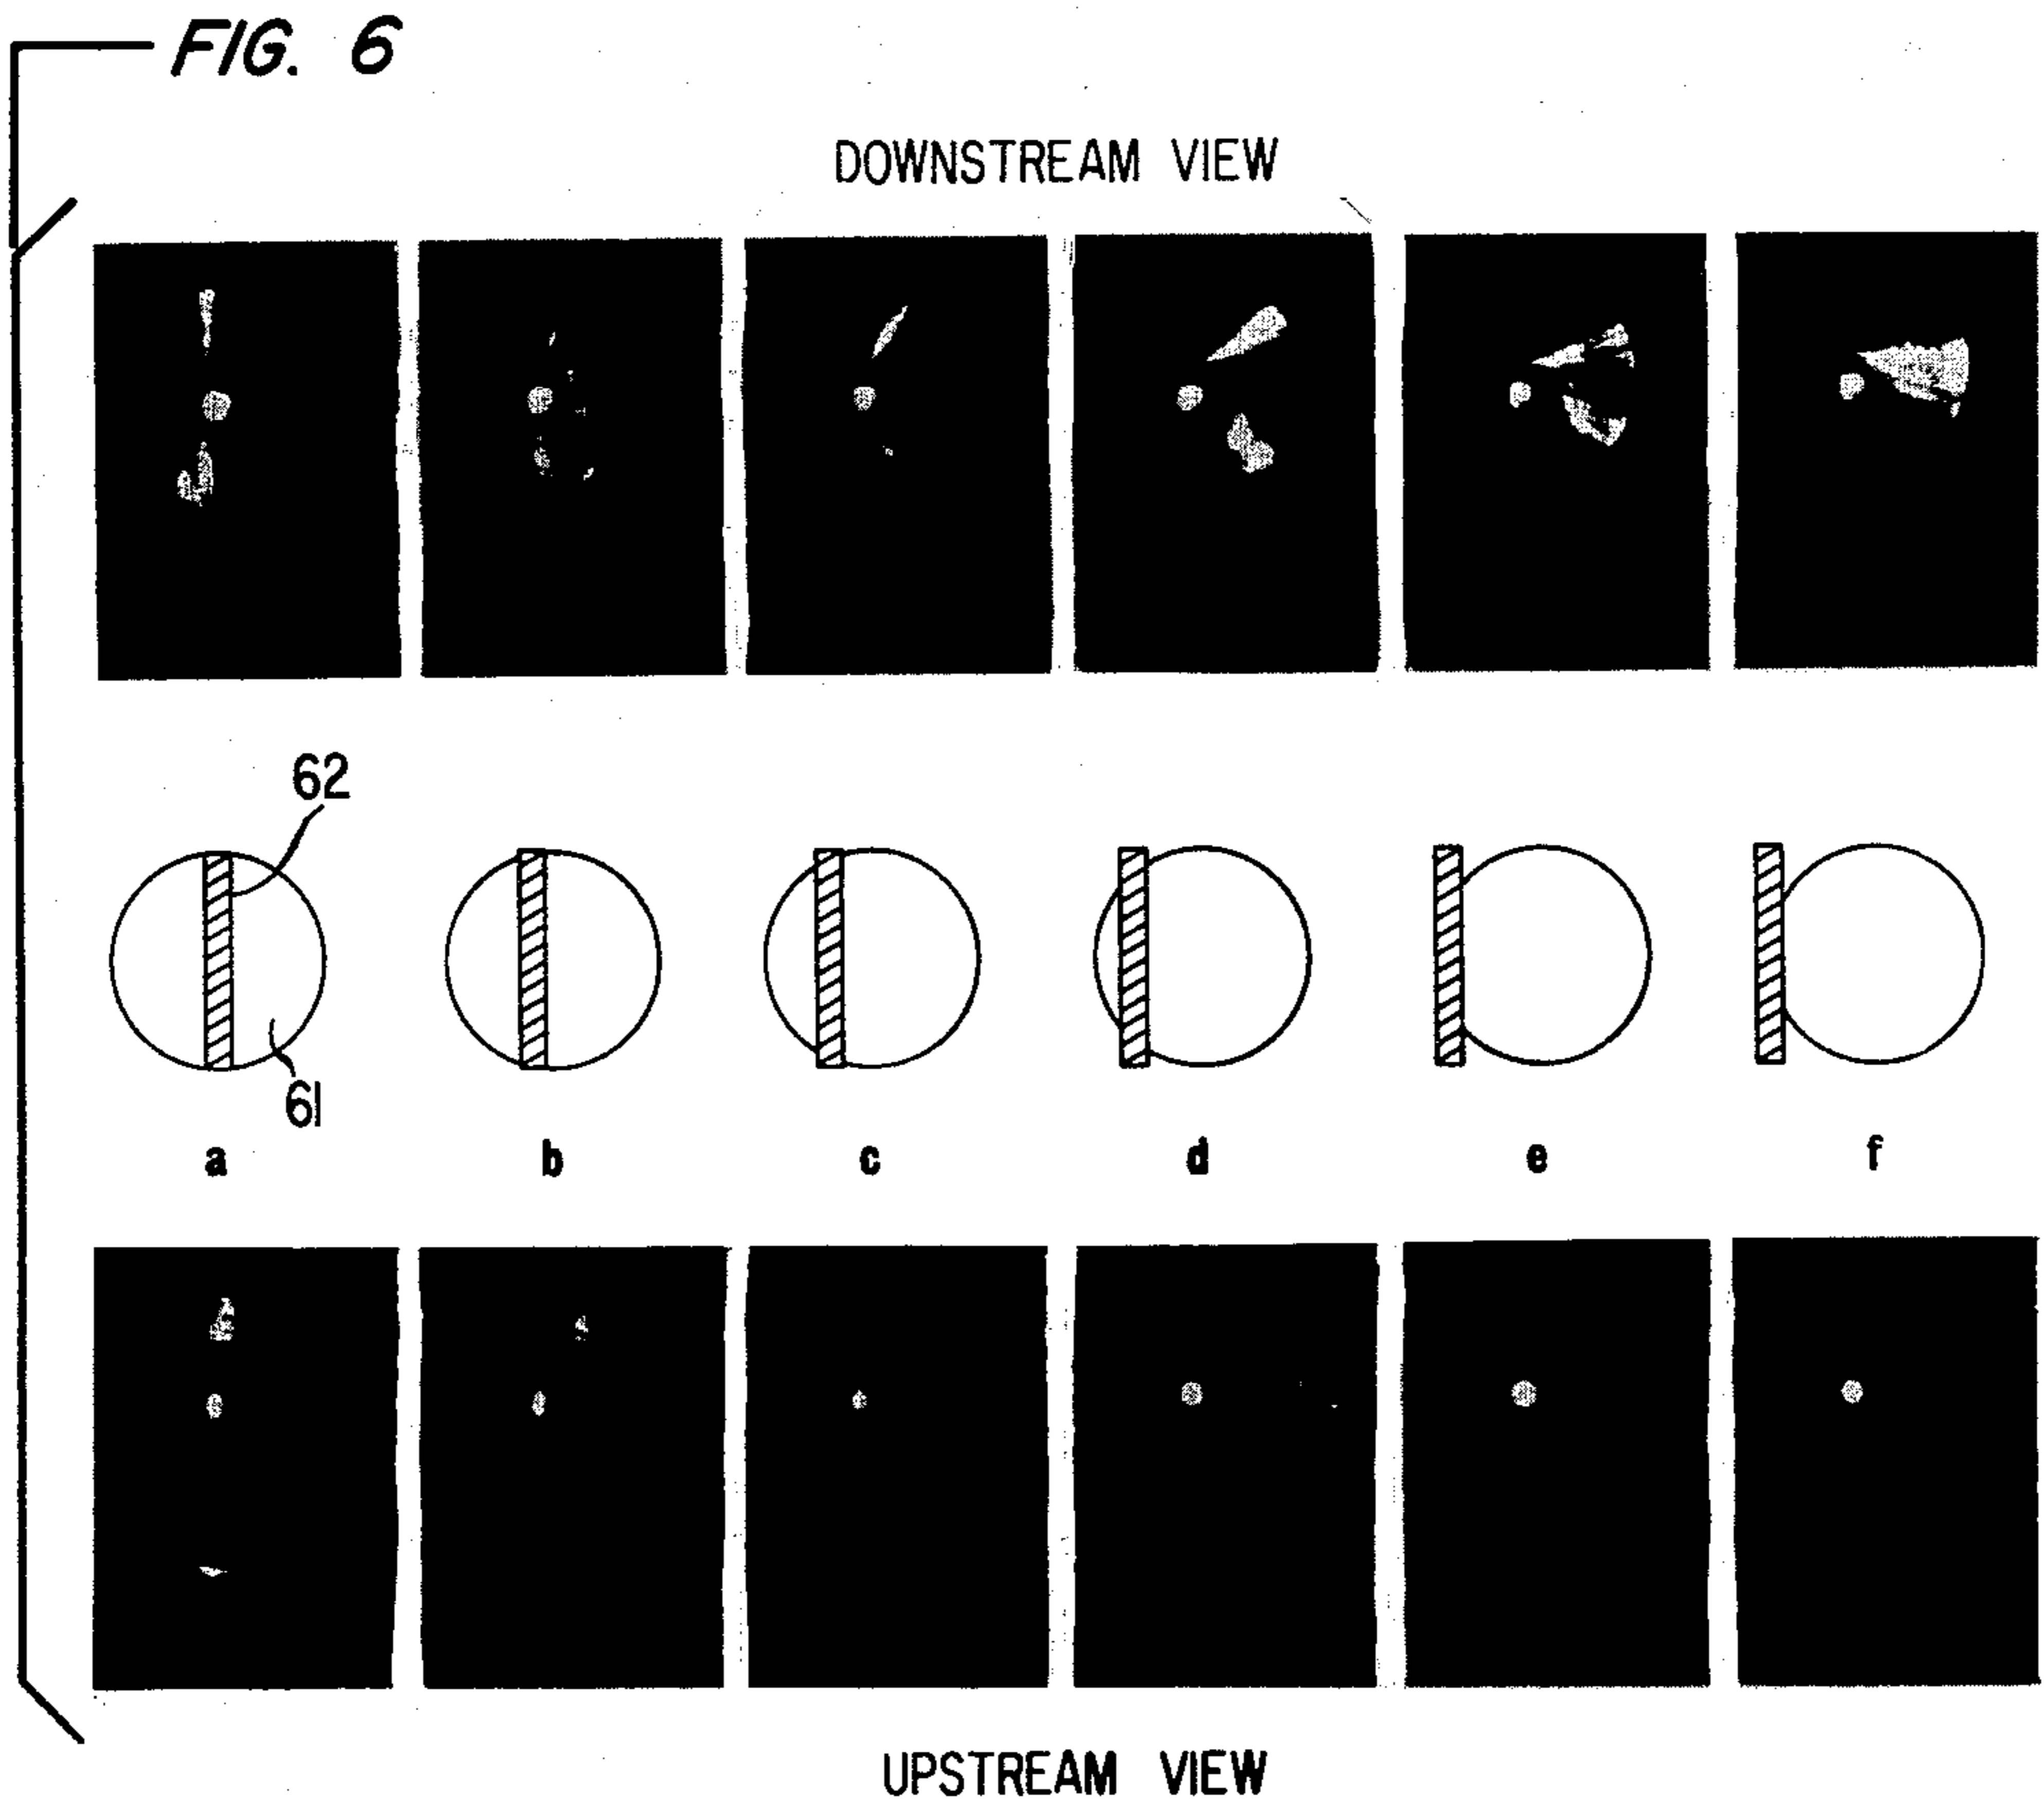 FIG. 6
DOWNSTREAM VIEW
62
61
a b c d e f
UPSTREAM VIEW